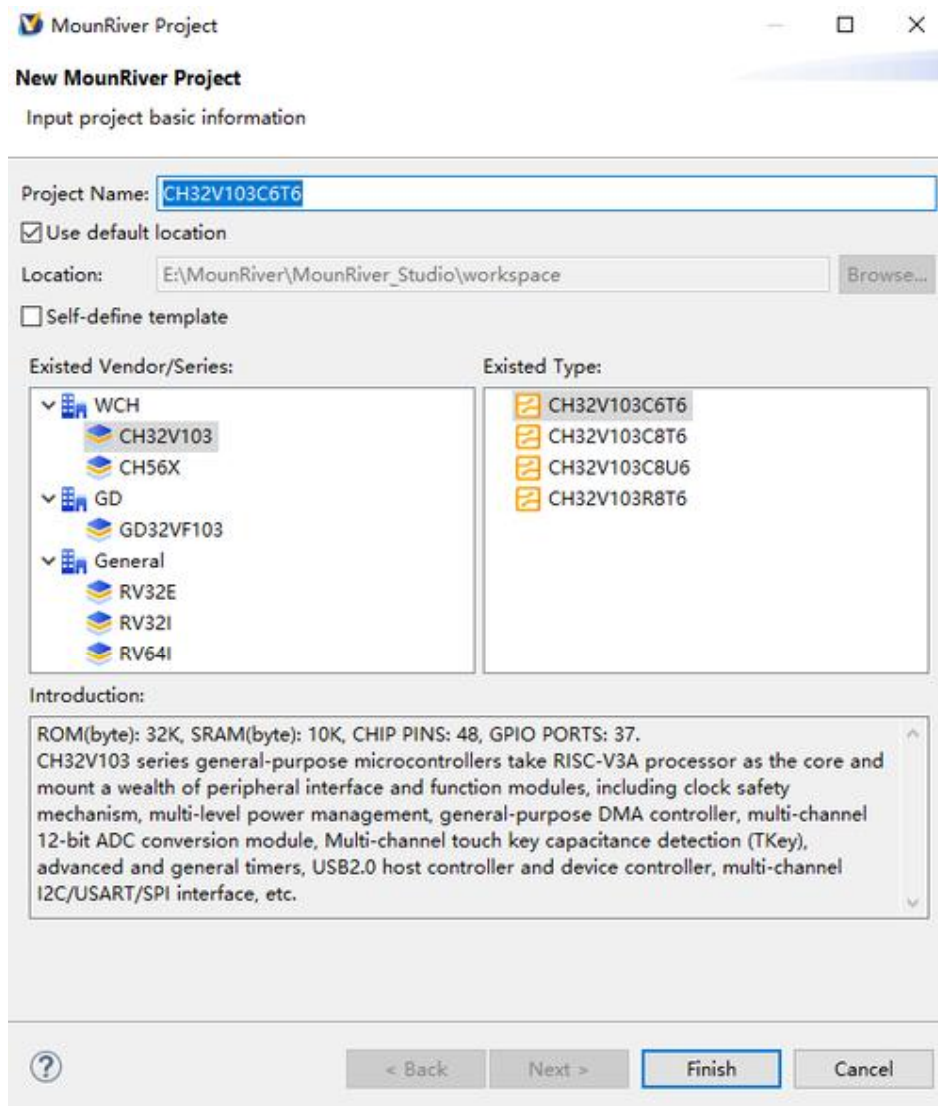 MounRiver Project
New MounRiver Project
Input project basic information
Project Name: CH32V103C6T6
Use default location
Location: E:\MounRiver\MounRiver_Studio\workspace Browse...
Self-define template
Existed Vendor/Series:
WCH
CH32V103
CH56X
GD
GD32VF103
General
RV32E
RV32I
RV64I
Existed Type:
CH32V103C6T6
CH32V103C8T6
CH32V103C8U6
CH32V103R8T6
Introduction:
ROM(byte): 32K, SRAM(byte): 10K, CHIP PINS: 48, GPIO PORTS: 37.
CH32V103 series general-purpose microcontrollers take RISC-V3A processor as the core and
mount a wealth of peripheral interface and function modules, including clock safety
mechanism, multi-level power management, general-purpose DMA controller, multi-channel
12-bit ADC conversion module, Multi-channel touch key capacitance detection (TKey),
advanced and general timers, USB2.0 host controller and device controller, multi-channel
I2C/USART/SPI interface, etc.
? < Back Next > Finish Cancel